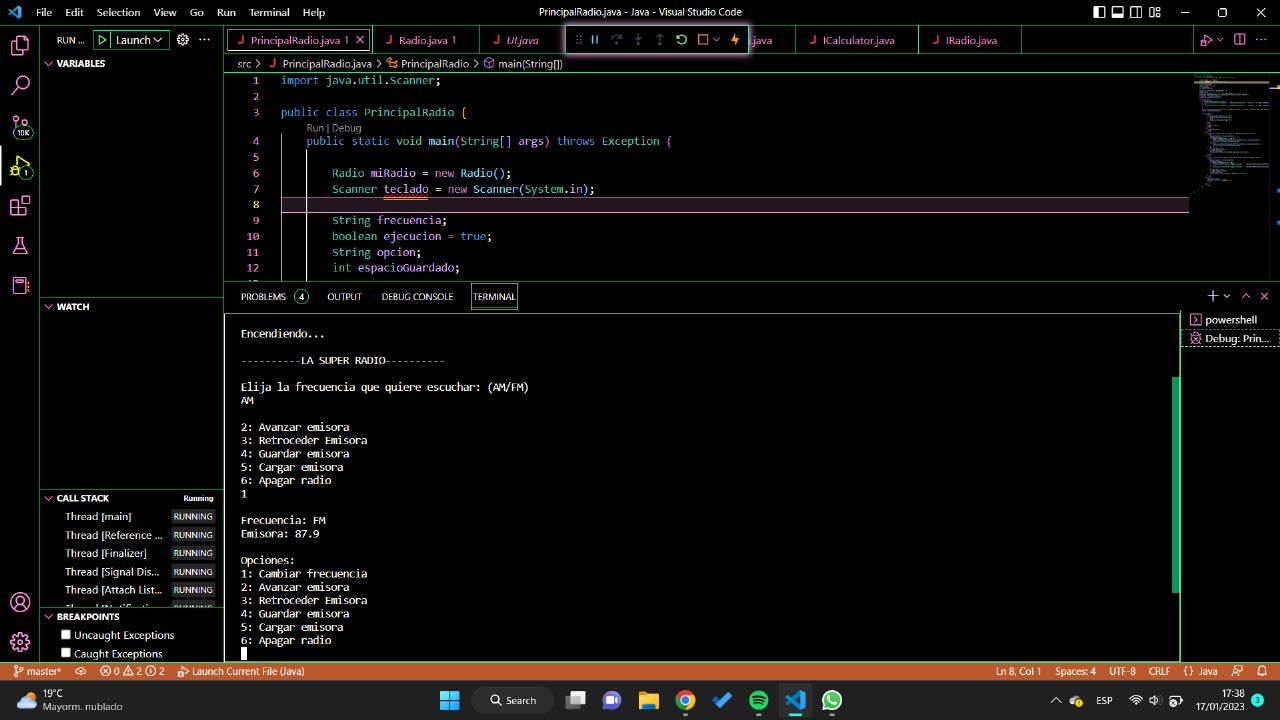 File Edit Selection View Go Run Terminal Help
PrincipalRadio.java - Java - Visual Studio Code
RUN ... Launch
PrincipalRadio.java 1
Radio.java 1
UI.java
.java
ICalculator.java
IRadio.java
VARIABLES
src > PrincipalRadio.java > PrincipalRadio > main(String[])
1 import java.util.Scanner;
2
3 public class PrincipalRadio {
Run | Debug
4 public static void main(String[] args) throws Exception {
5
6 Radio miRadio = new Radio();
7 Scanner teclado = new Scanner(System.in);
8
9 String frecuencia;
10 boolean ejecucion = true;
11 String opcion;
12 int espacioGuardado;
10K
1
WATCH
PROBLEMS 4 OUTPUT DEBUG CONSOLE TERMINAL
powershell
Debug: Prin...
Encendiendo...
----------LA SUPER RADIO----------
Elija la frecuencia que quiere escuchar: (AM/FM)
AM
2: Avanzar emisora
3: Retroceder Emisora
4: Guardar emisora
5: Cargar emisora
6: Apagar radio
1
Frecuencia: FM
Emisora: 87.9
Opciones:
1: Cambiar frecuencia
2: Avanzar emisora
3: Retroceder Emisora
4: Guardar emisora
5: Cargar emisora
6: Apagar radio
CALL STACK Running
Thread [main] RUNNING
Thread [Reference ... RUNNING
Thread [Finalizer] RUNNING
Thread [Signal Dis... RUNNING
Thread [Attach List... RUNNING
BREAKPOINTS
Uncaught Exceptions
Caught Exceptions
master* 0 2 2 Launch Current File (Java)
Ln 8, Col 1 Spaces: 4 UTF-8 CRLF {} Java
19°C
Mayorm. nublado
Search
ESP
17:38
17/01/2023
3